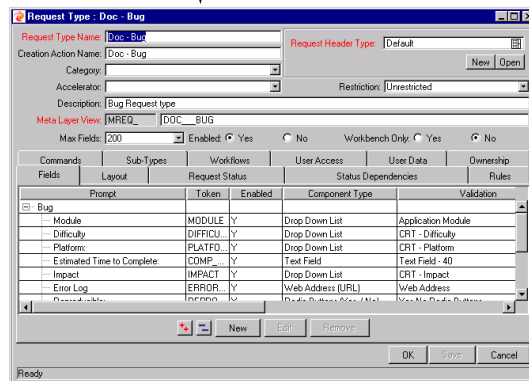 Request Type : Doc - Bug
Request Type Name: Doc - Bug
Request Header Type: Default
Creation Action Name: Doc - Bug
New Open
Category:
Accelerator:
Restriction: Unrestricted
Description: Bug Request type
Meta Layer View: MREQ_ DOC__BUG
Max Fields: 200 Enabled: Yes No Workbench Only: Yes No
Commands Sub-Types Workflows User Access User Data Ownership
Fields Layout Request Status Status Dependencies Rules
Prompt Token Enabled Component Type Validation
Bug
Module MODULE Y Drop Down List Application Module
Difficulty DIFFICU... Y Drop Down List CRT - Difficulty
Platform: PLATFO... Y Drop Down List CRT - Platform
Estimated Time to Complete: COMP_... Y Text Field Text Field - 40
Impact IMPACT Y Drop Down List CRT - Impact
Error Log ERROR... Y Web Address (URL) Web Address
New Edit Remove
OK Save Cancel
Ready